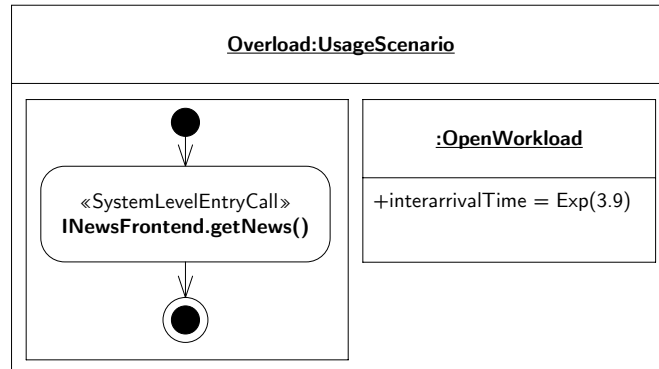 Overload:UsageScenario
«SystemLevelEntryCall»
INewsFrontend.getNews()
:OpenWorkload
+interarrivalTime = Exp(3.9)